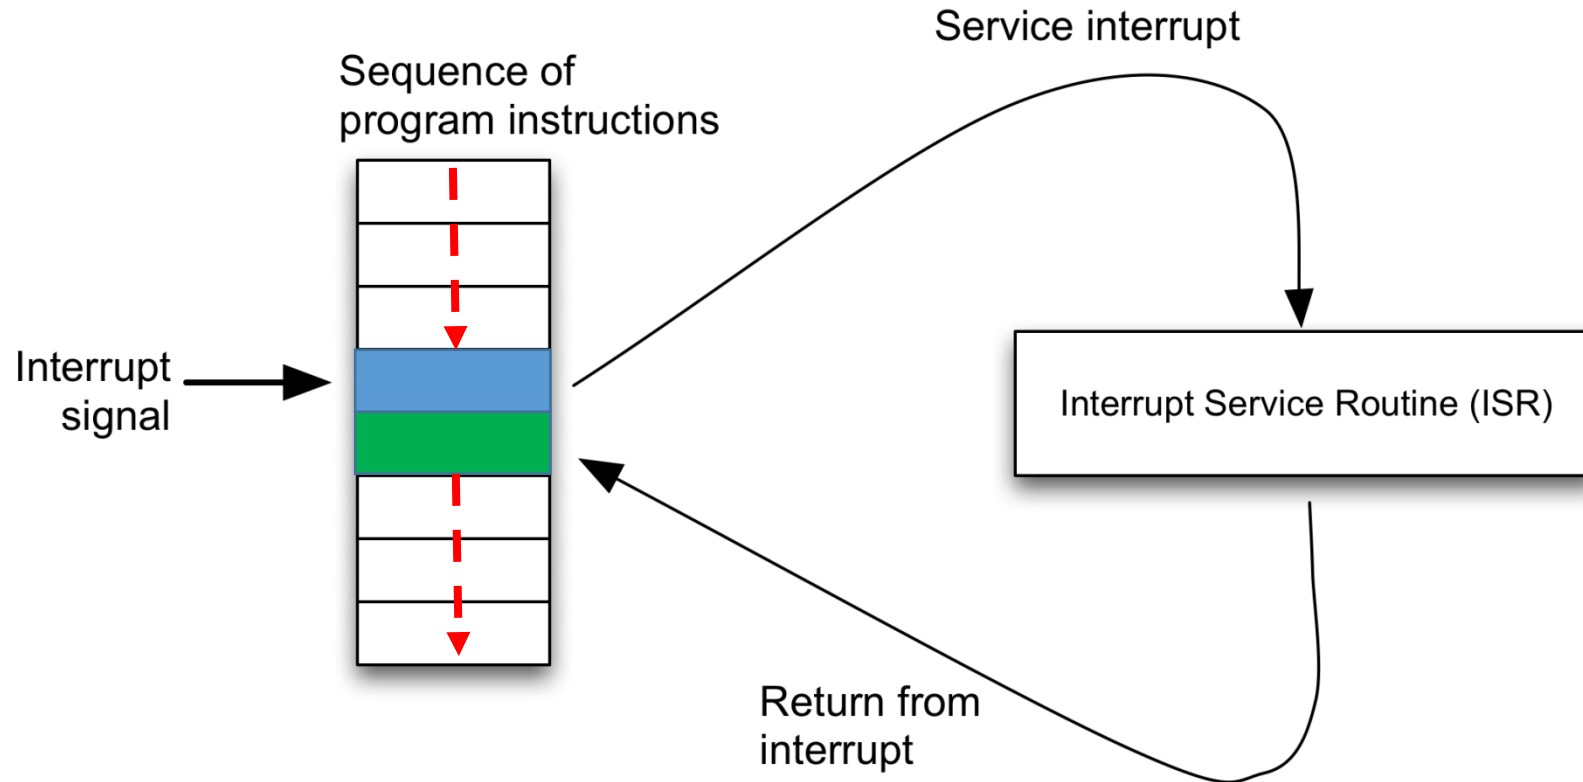 Service interrupt
Sequence of
program instructions
Interrupt
signal
Interrupt Service Routine (ISR)
Return from
interrupt